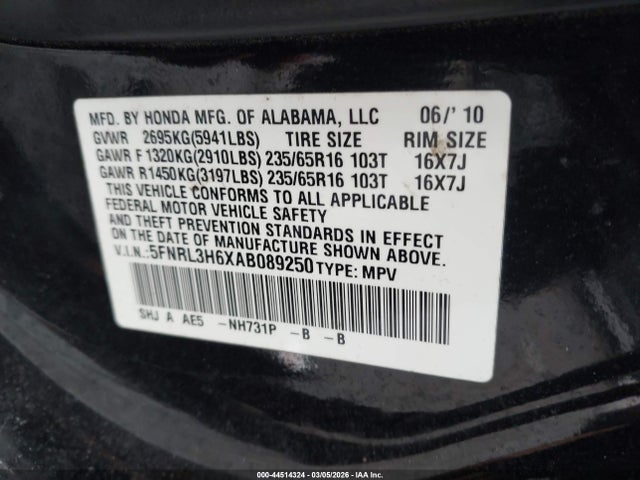 MFD. BY HONDA MFG. OF ALABAMA, LLC 06/' 10
GVWR 2695KG(5941LBS) TIRE SIZE RIM SIZE
GAWR F 1320KG(2910LBS) 235/65R16 103T 16X7J
GAWR R1450KG(3197LBS) 235/65R16 103T 16X7J
THIS VEHICLE CONFORMS TO ALL APPLICABLE
FEDERAL MOTOR VEHICLE SAFETY
AND THEFT PREVENTION STANDARDS IN EFFECT
ON THE DATE OF MANUFACTURE SHOWN ABOVE.
V.I.N.:5FNRL3H6XAB089250 TYPE: MPV
SHJ A AE5 -NH731P -B -B
000-44514324 | 03/05/2026 - IAA Inc.